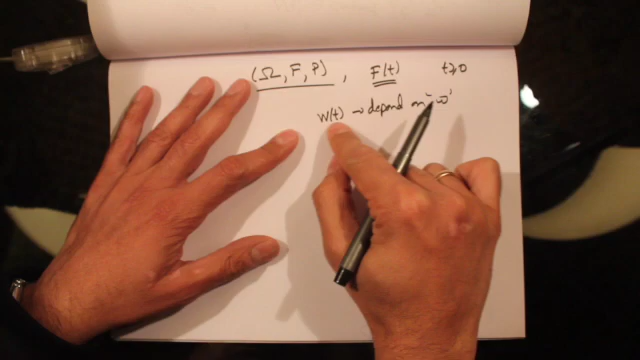 (Ω, F, P), F(t) t≥0
W(t) → depend on 'ω'